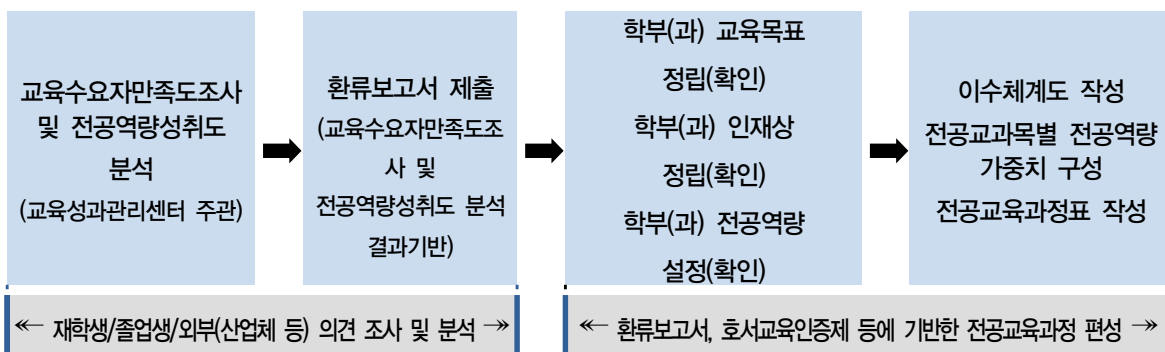 교육수요자만족도조사
및 전공역량성취도
분석
(교육성과관리센터 주관)
환류보고서 제출
(교육수요자만족도조
사 및
전공역량성취도 분석
결과기반)
학부(과) 교육목표
정립(확인)
학부(과) 인재상
정립(확인)
학부(과) 전공역량
설정(확인)
이수체계도 작성
전공교과목별 전공역량
가중치 구성
전공교육과정표 작성
← 재학생/졸업생/외부(산업체 등) 의견 조사 및 분석 →
← 환류보고서, 호서교육인증제 등에 기반한 전공교육과정 편성 →